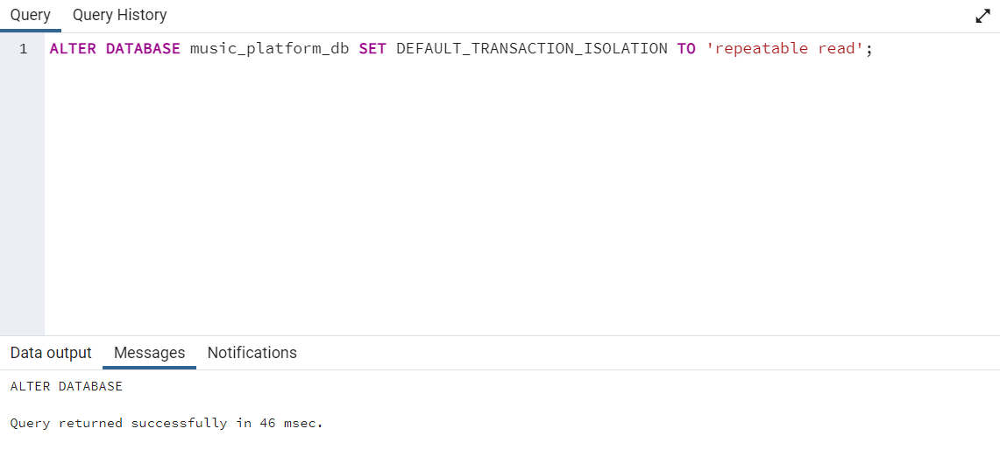 Query Query History
1 ALTER DATABASE music_platform_db SET DEFAULT_TRANSACTION_ISOLATION TO 'repeatable read';
Data output Messages Notifications
ALTER DATABASE
Query returned successfully in 46 msec.